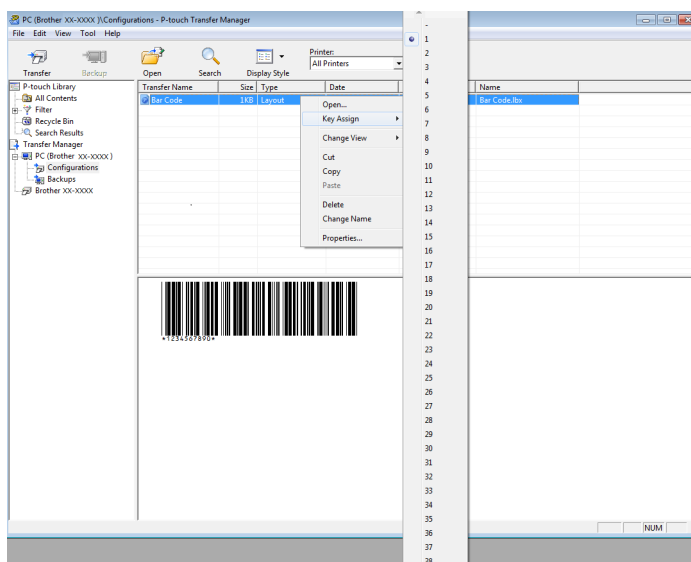 PC (Brother XX-XXXX )\Configurations - P-touch Transfer Manager
File Edit View Tool Help
Transfer Backup Open Search Display Style
Printer:
All Printers
P-touch Library
All Contents
Filter
Recycle Bin
Search Results
Transfer Manager
PC (Brother XX-XXXX )
Configurations
Backups
Brother XX-XXXX
Transfer Name Size Type Date Name
Bar Code 1KB Layout Bar Code.lbx
Open...
Key Assign
Change View
Cut
Copy
Paste
Delete
Change Name
Properties...
-
1
2
3
4
5
6
7
8
9
10
11
12
13
14
15
16
17
18
19
20
21
22
23
24
25
26
27
28
29
30
31
32
33
34
35
36
37
38
*1234567890*
NUM